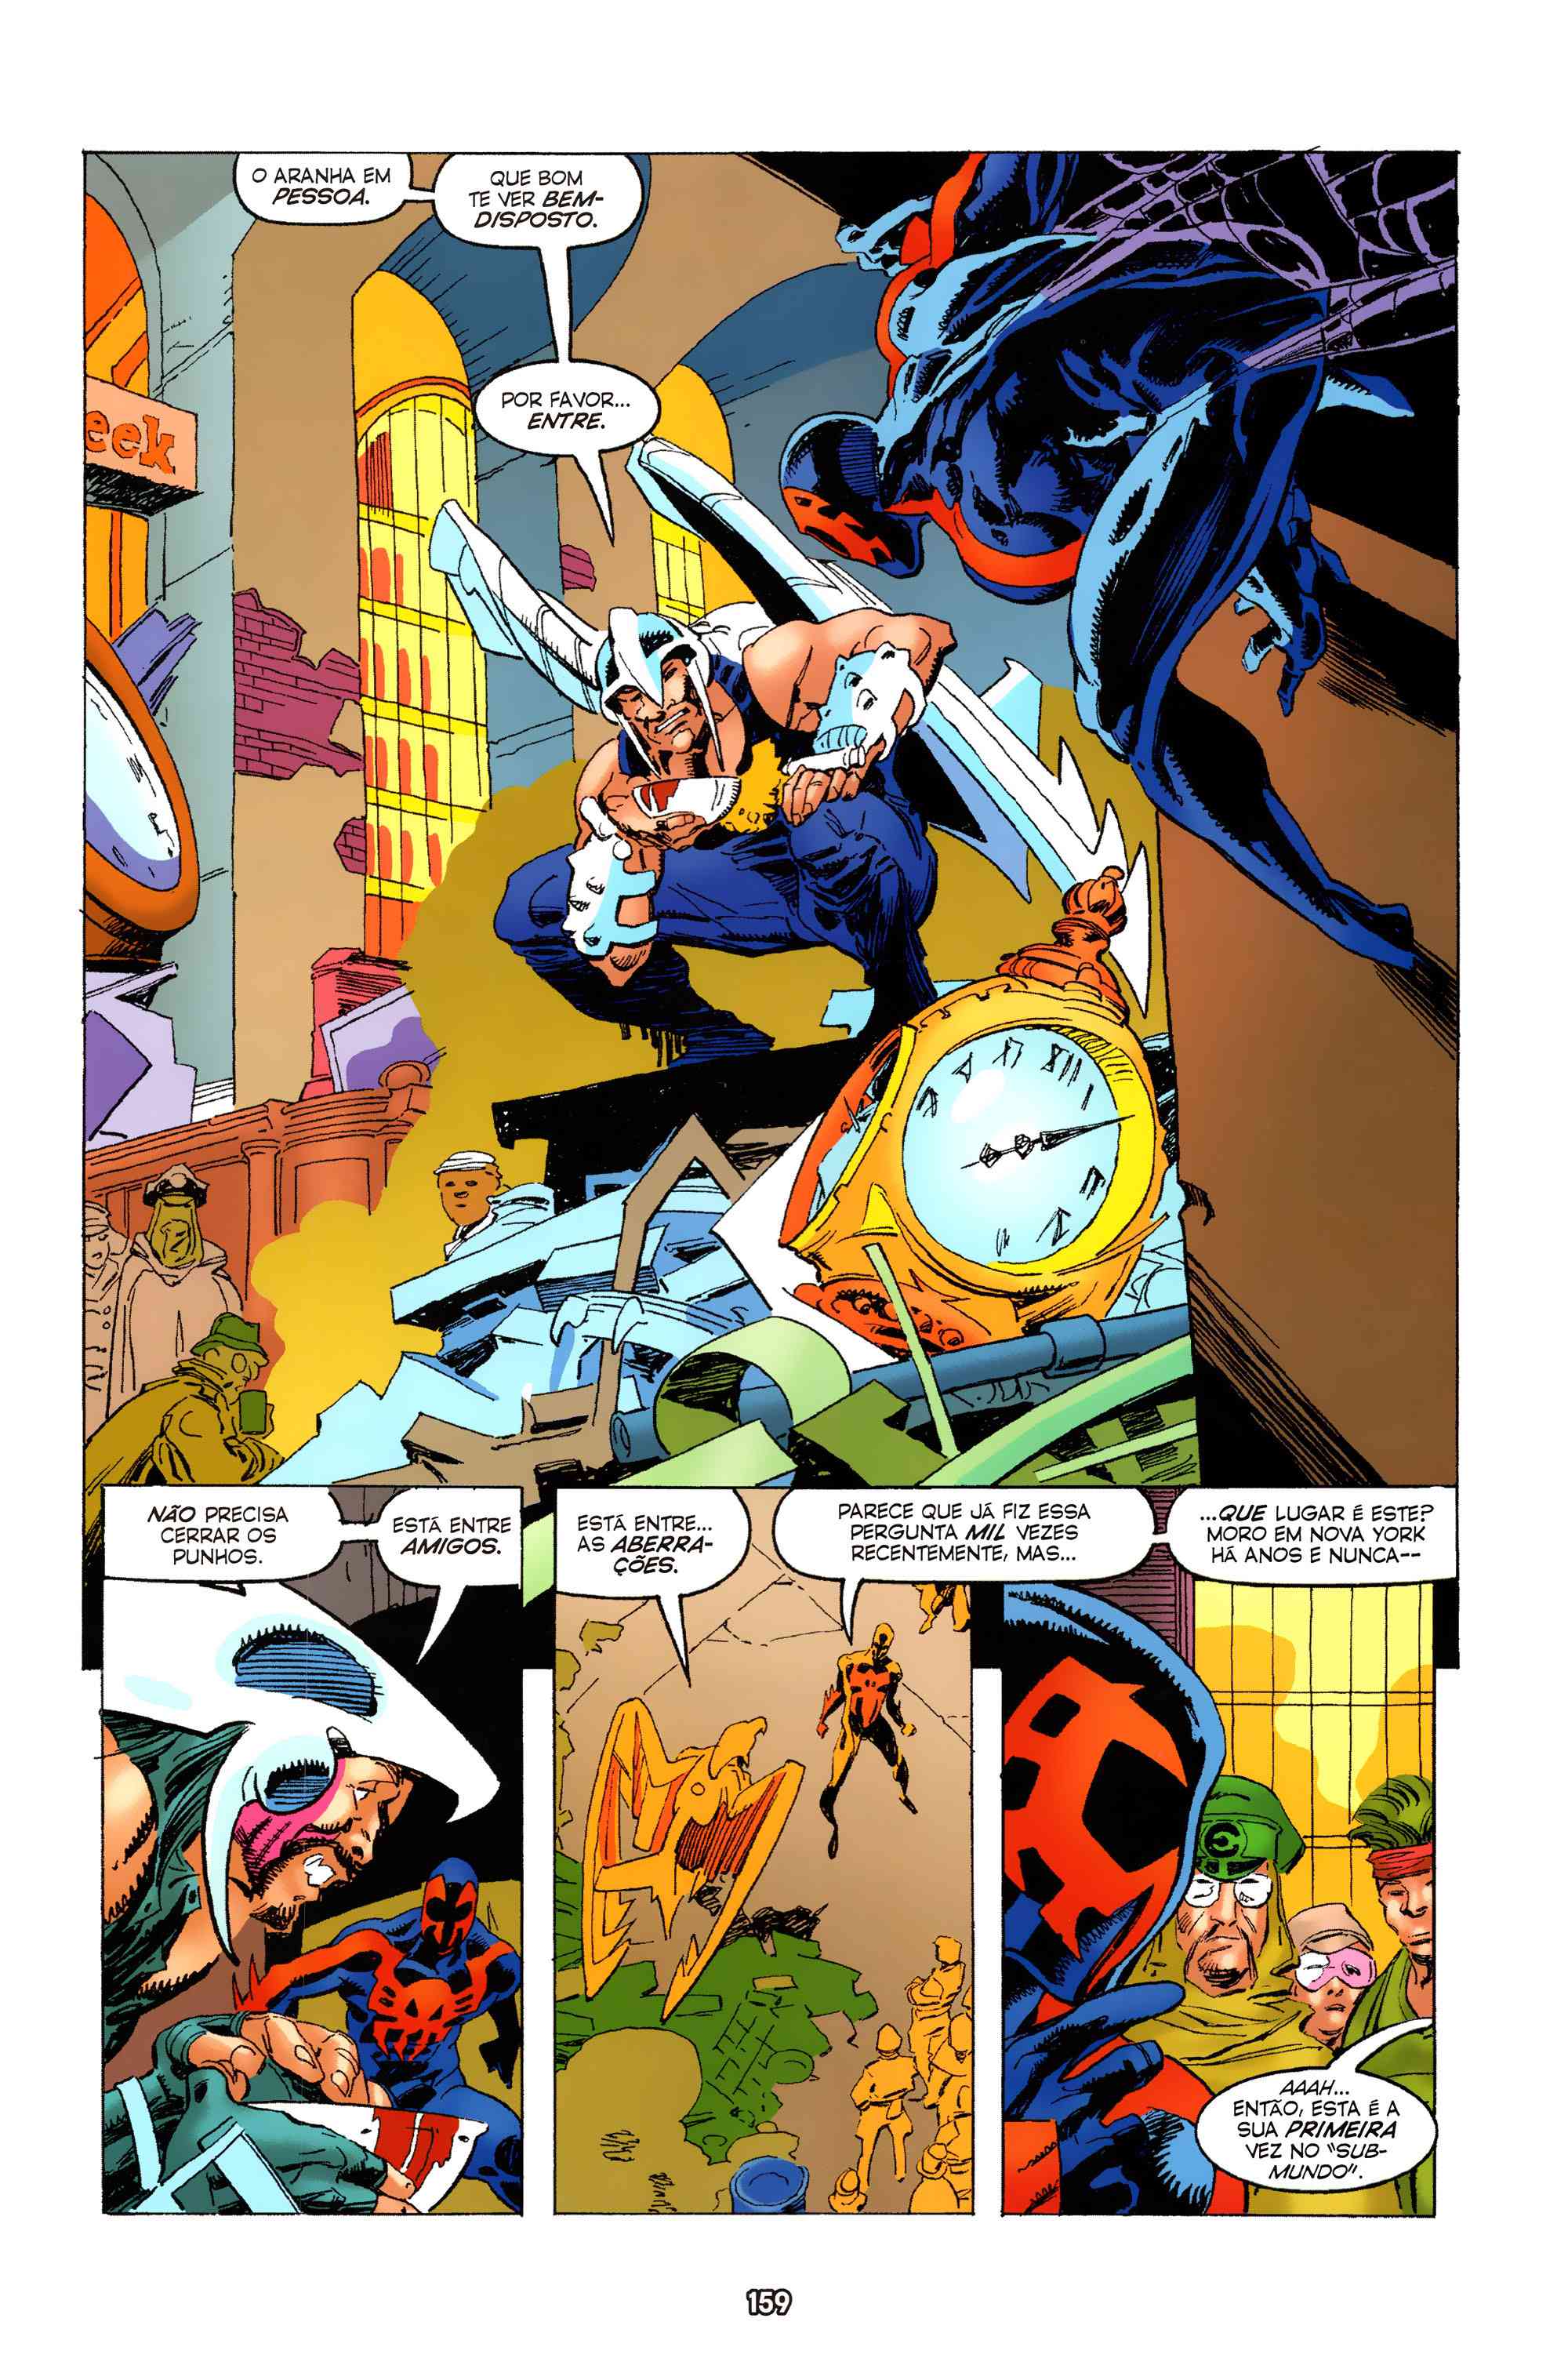 O ARANHA EM
PESSOA.
QUE BOM
TE VER BEM-
DISPOSTO.
POR FAVOR...
ENTRE.
eek
NÃO PRECISA
CERRAR OS
PUNHOS.
ESTÁ ENTRE
AMIGOS.
ESTÁ ENTRE...
AS ABERRA-
ÇÕES.
PARECE QUE JÁ FIZ ESSA
PERGUNTA MIL VEZES
RECENTEMENTE, MAS...
...QUE LUGAR É ESTE?
MORO EM NOVA YORK
HÁ ANOS E NUNCA--
AAAH...
ENTÃO, ESTA É A
SUA PRIMEIRA
VEZ NO "SUB-
MUNDO".
159